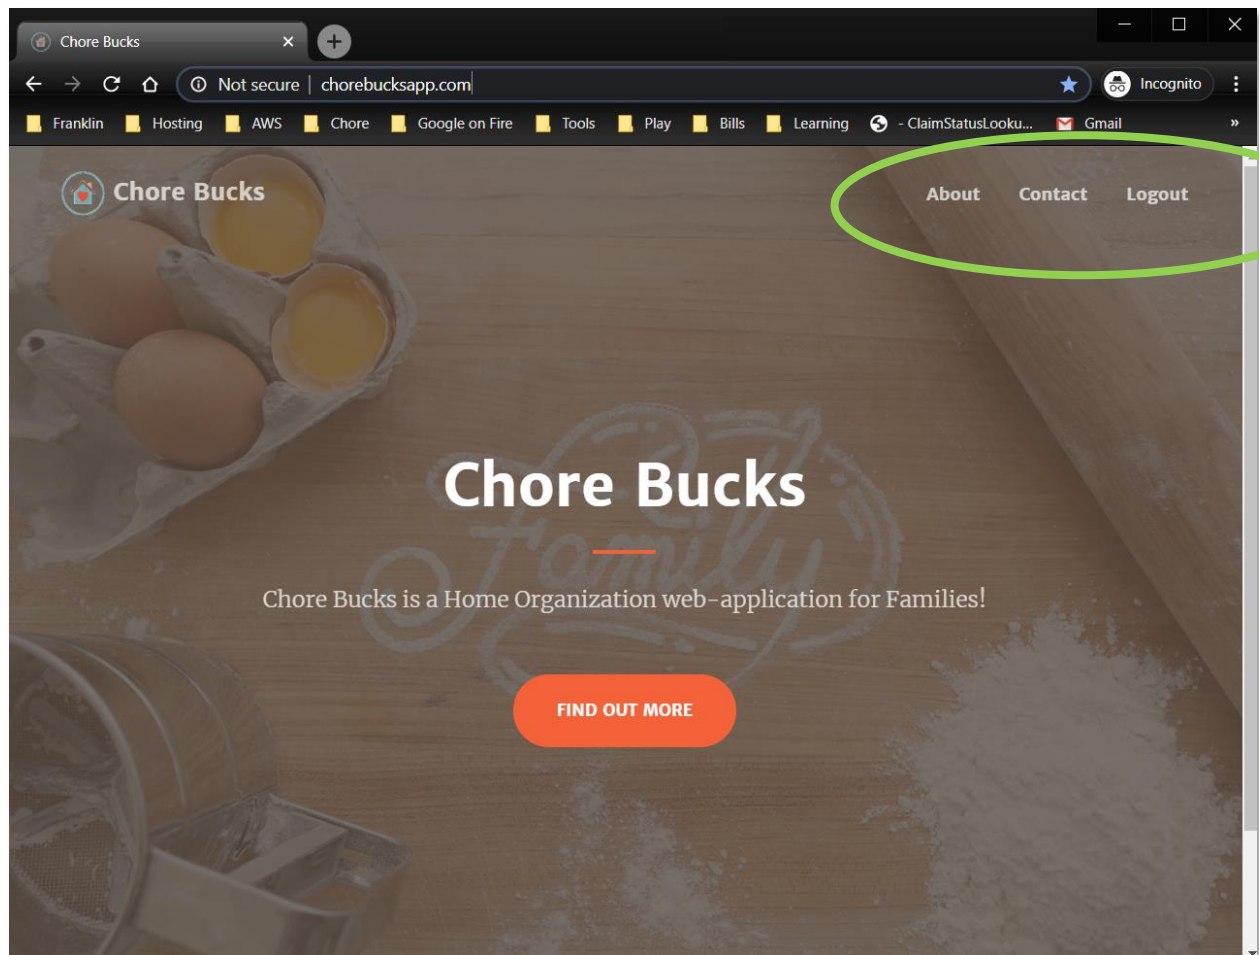 Chore Bucks
Not secure | chorebucksapp.com
Incognito
Franklin Hosting AWS Chore Google on Fire Tools Play Bills Learning - ClaimStatusLooku... Gmail »
Chore Bucks About Contact Logout
Family
Chore Bucks
Chore Bucks is a Home Organization web-application for Families!
FIND OUT MORE